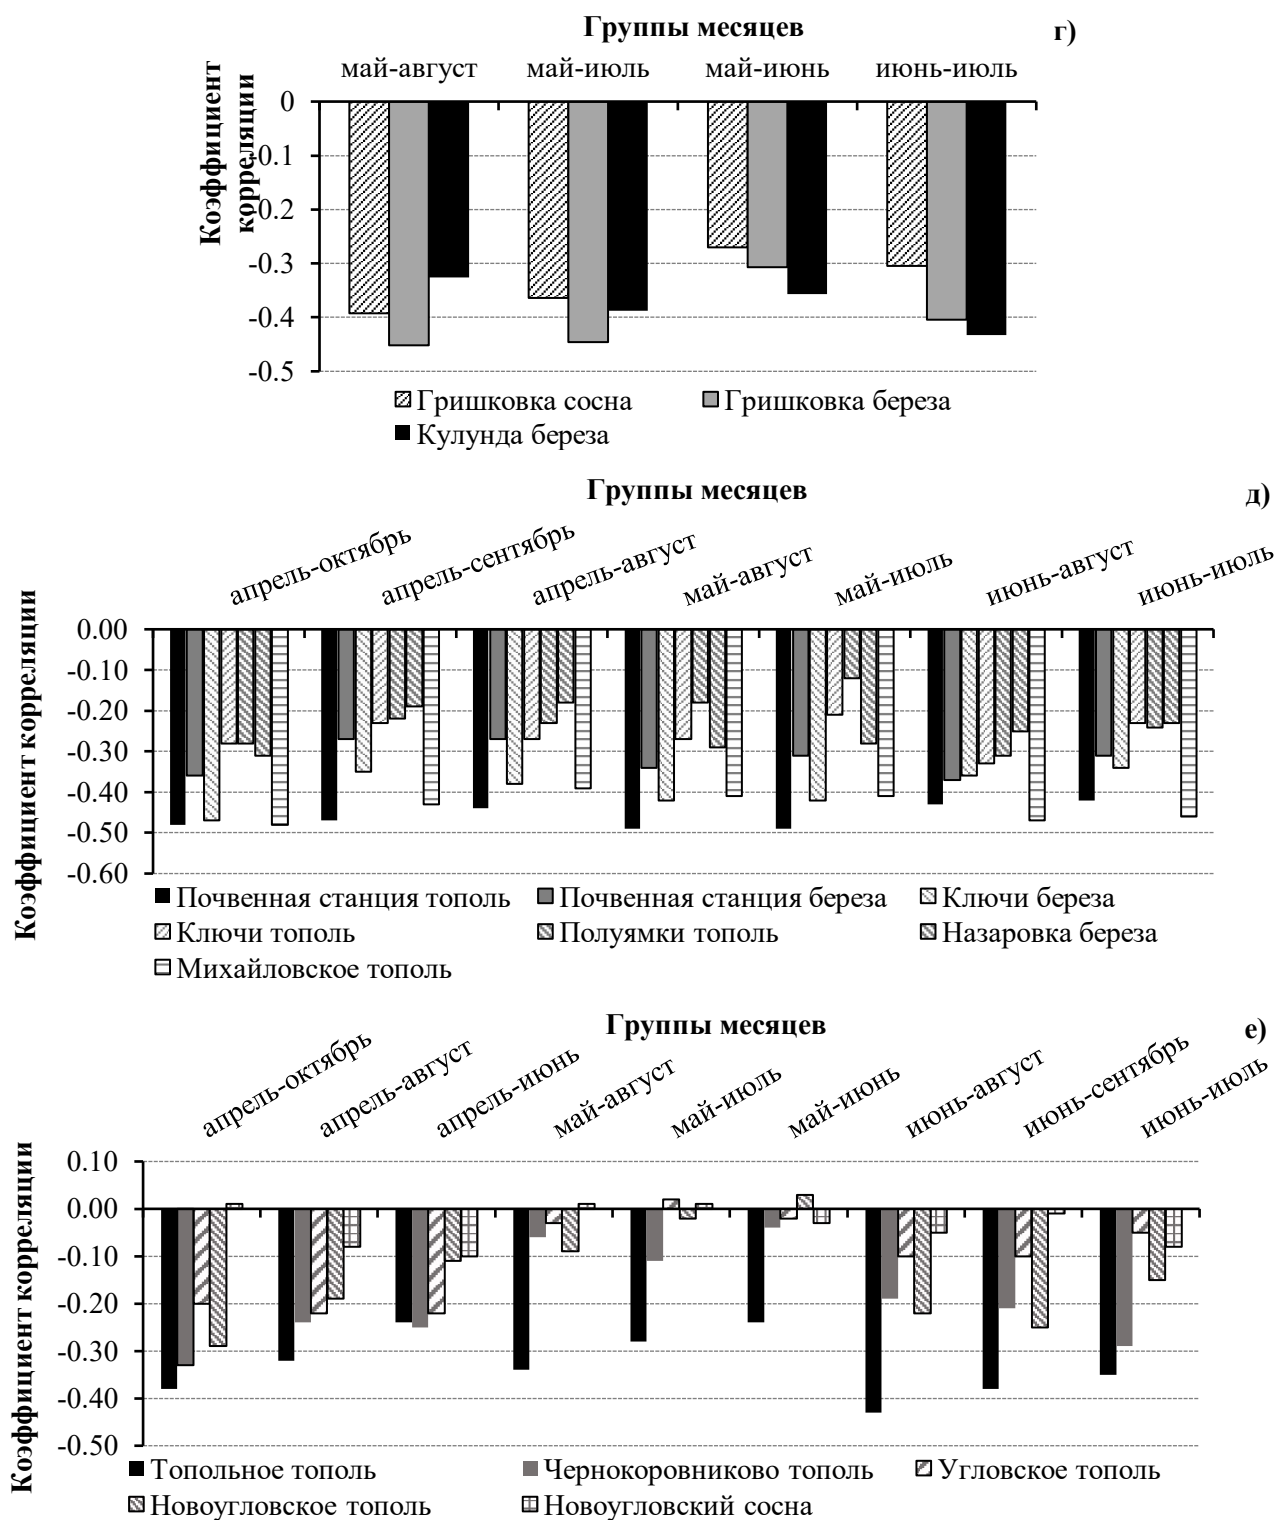 Группы месяцев
г)
май-август май-июль май-июнь июнь-июль
Коэффициент
корреляции
0
-0.1
-0.2
-0.3
-0.4
-0.5
Гришковка сосна Гришковка береза
Кулунда береза
Группы месяцев
д)
апрель-октябрь апрель-сентябрь апрель-август май-август май-июль июнь-август июнь-июль
Коэффициент корреляции
0.00
-0.10
-0.20
-0.30
-0.40
-0.50
-0.60
Почвенная станция тополь Почвенная станция береза Ключи береза
Ключи тополь Полуямки тополь Назаровка береза
Михайловское тополь
Группы месяцев
е)
апрель-октябрь апрель-август апрель-июнь май-август май-июль май-июнь июнь-август июнь-сентябрь июнь-июль
Коэффициент корреляции
0.10
0.00
-0.10
-0.20
-0.30
-0.40
-0.50
Топольное тополь Чернокоровниково тополь Угловское тополь
Новоугловское тополь Новоугловский сосна